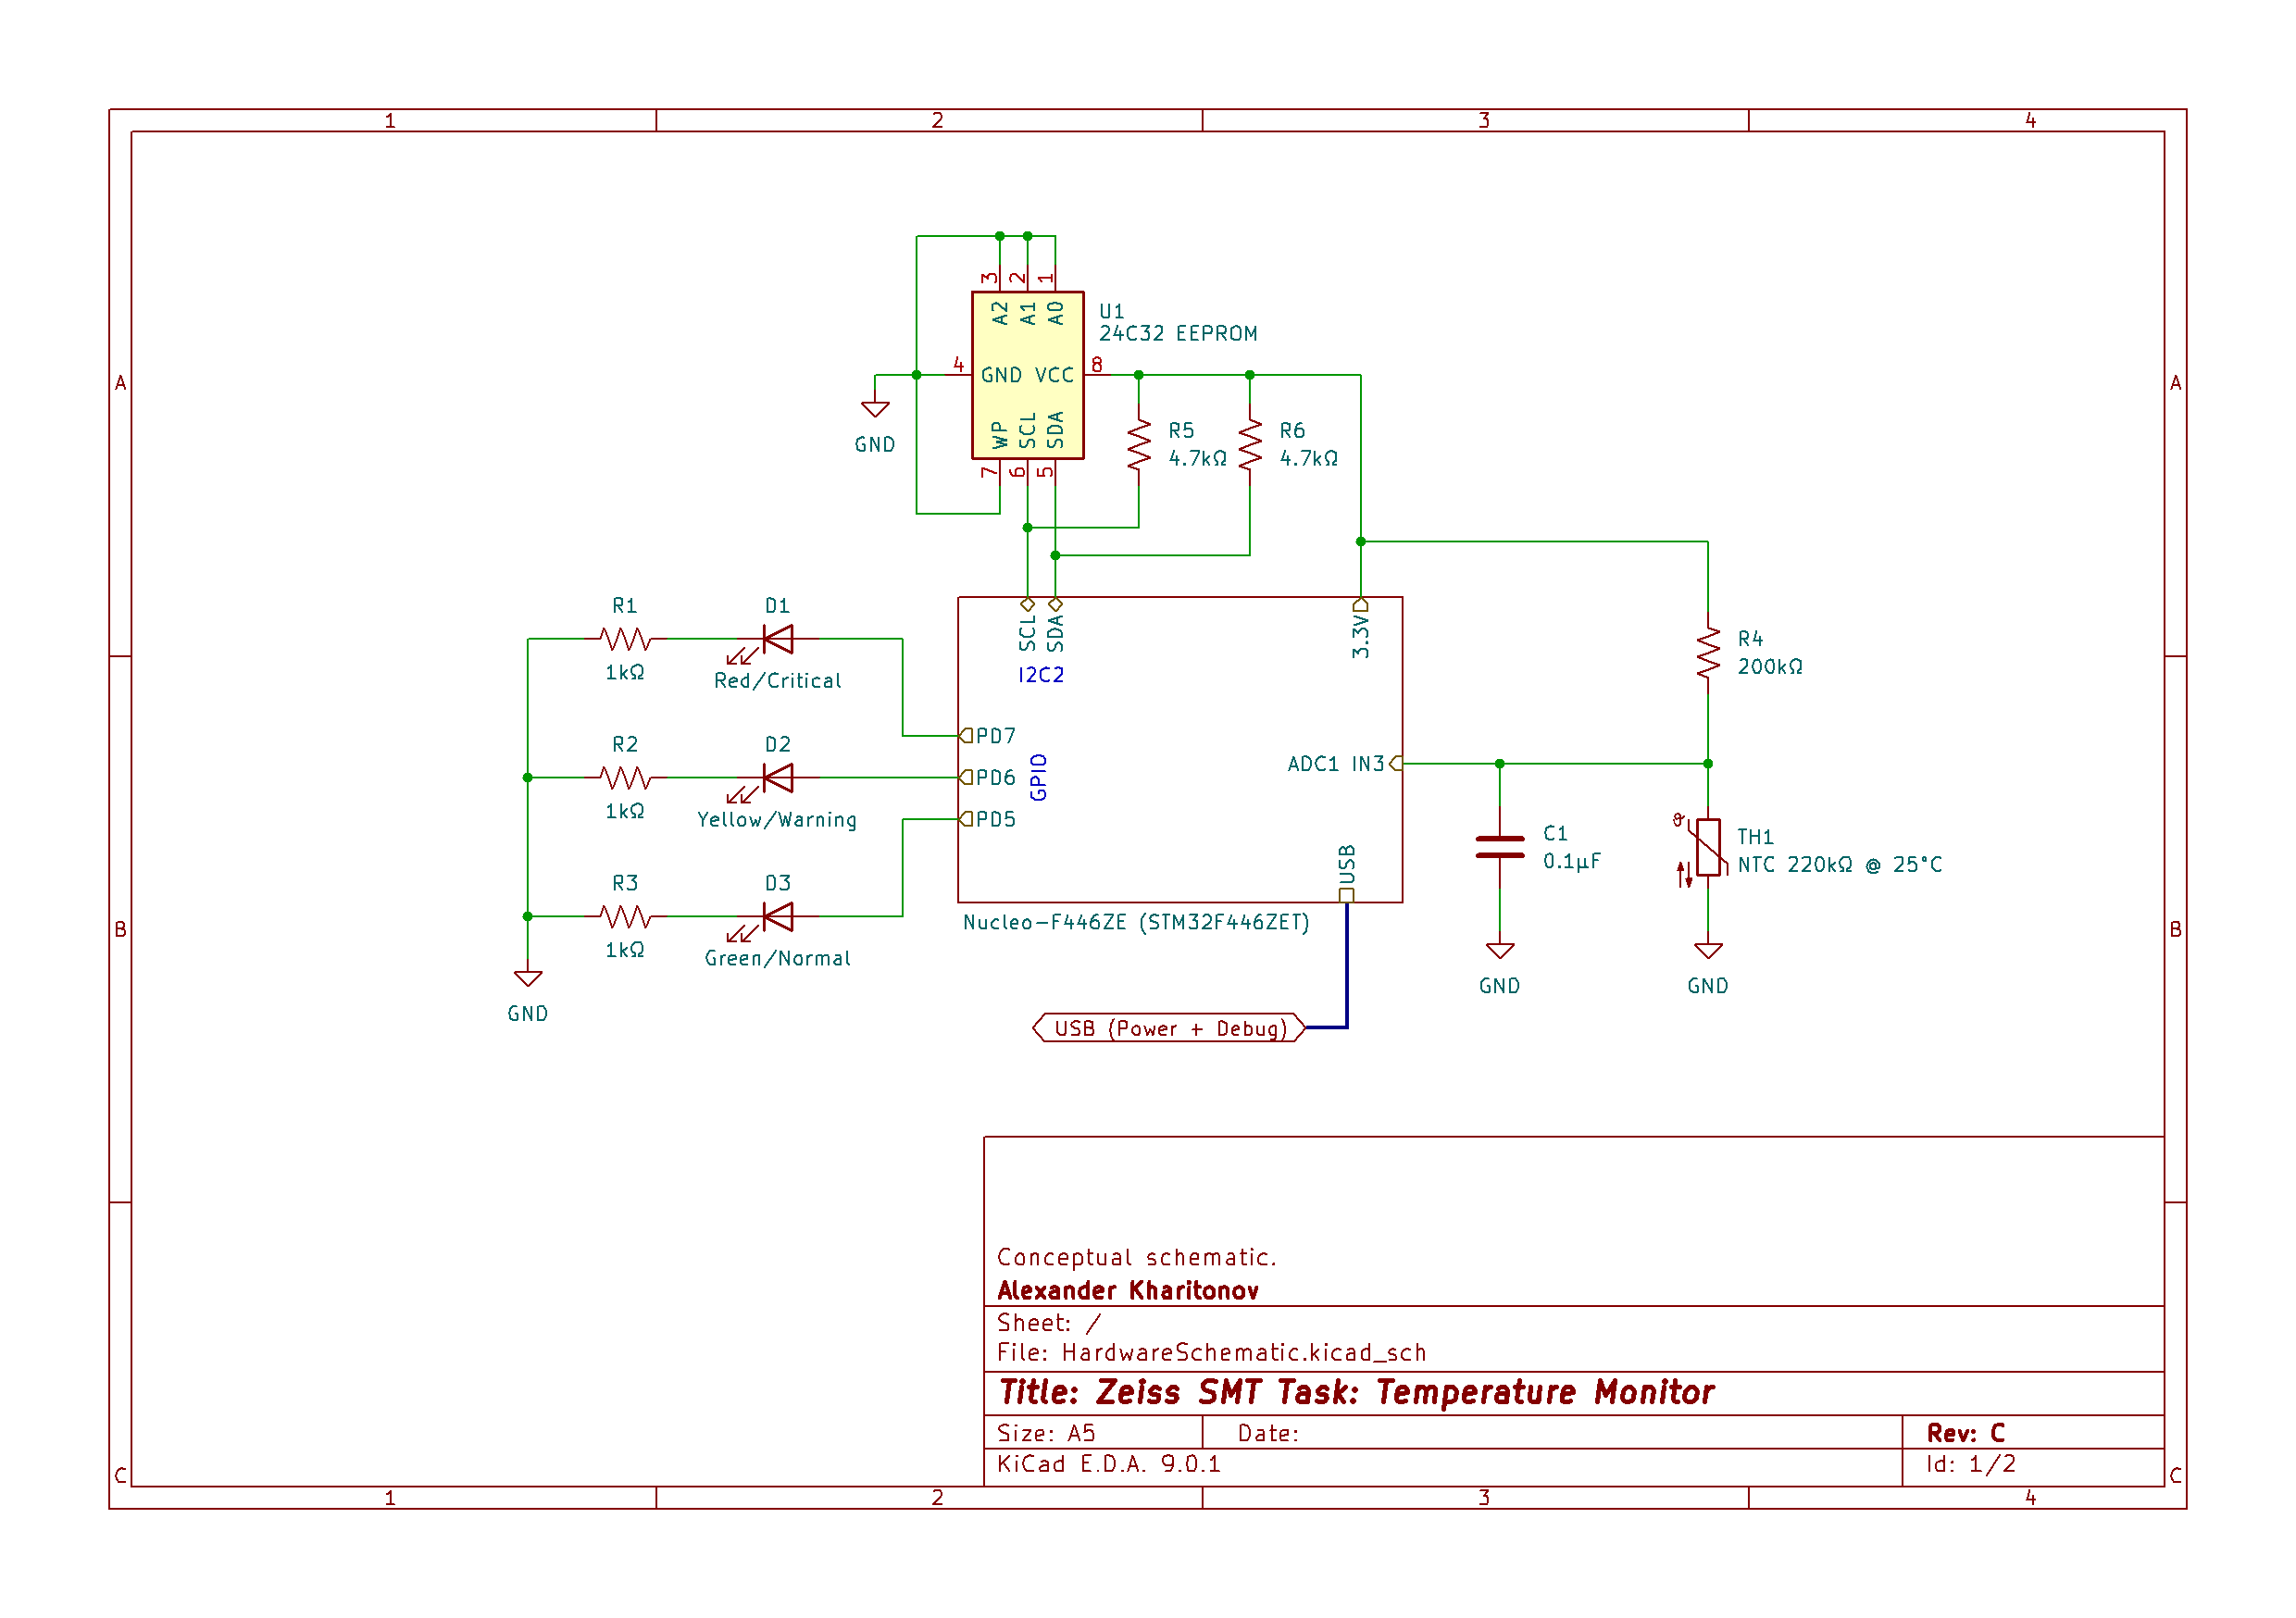 1 2 3 4
A A
3 2 1
A2 A1 A0
U1
24C32 EEPROM
4 GND VCC 8
WP SCL SDA
7 6 5
GND
R5
4.7kΩ
R6
4.7kΩ
R1
1kΩ
D1
Red/Critical
R2
1kΩ
D2
Yellow/Warning
R3
1kΩ
D3
Green/Normal
GND
SCL SDA
I2C2
3.3V
PD7
PD6
PD5
GPIO
ADC1 IN3
USB
Nucleo-F446ZE (STM32F446ZET)
USB (Power + Debug)
R4
200kΩ
C1
0.1µF
GND
TH1
NTC 220kΩ @ 25°C
GND
B B
Conceptual schematic.
Alexander Kharitonov
Sheet: /
File: HardwareSchematic.kicad_sch
Title: Zeiss SMT Task: Temperature Monitor
Size: A5 Date: Rev: C
KiCad E.D.A. 9.0.1 Id: 1/2
C C
1 2 3 4